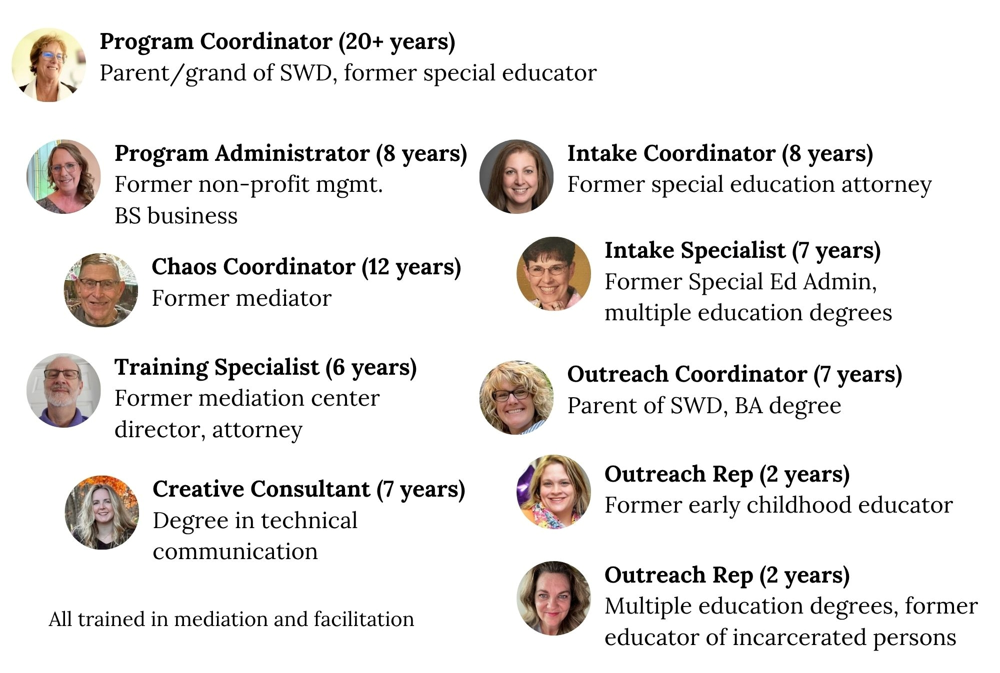 Program Coordinator (20+ years)
Parent/grand of SWD, former special educator
Program Administrator (8 years)
Former non-profit mgmt.
BS business
Chaos Coordinator (12 years)
Former mediator
Training Specialist (6 years)
Former mediation center
director, attorney
Creative Consultant (7 years)
Degree in technical
communication
All trained in mediation and facilitation
Intake Coordinator (8 years)
Former special education attorney
Intake Specialist (7 years)
Former Special Ed Admin,
multiple education degrees
Outreach Coordinator (7 years)
Parent of SWD, BA degree
Outreach Rep (2 years)
Former early childhood educator
Outreach Rep (2 years)
Multiple education degrees, former
educator of incarcerated persons